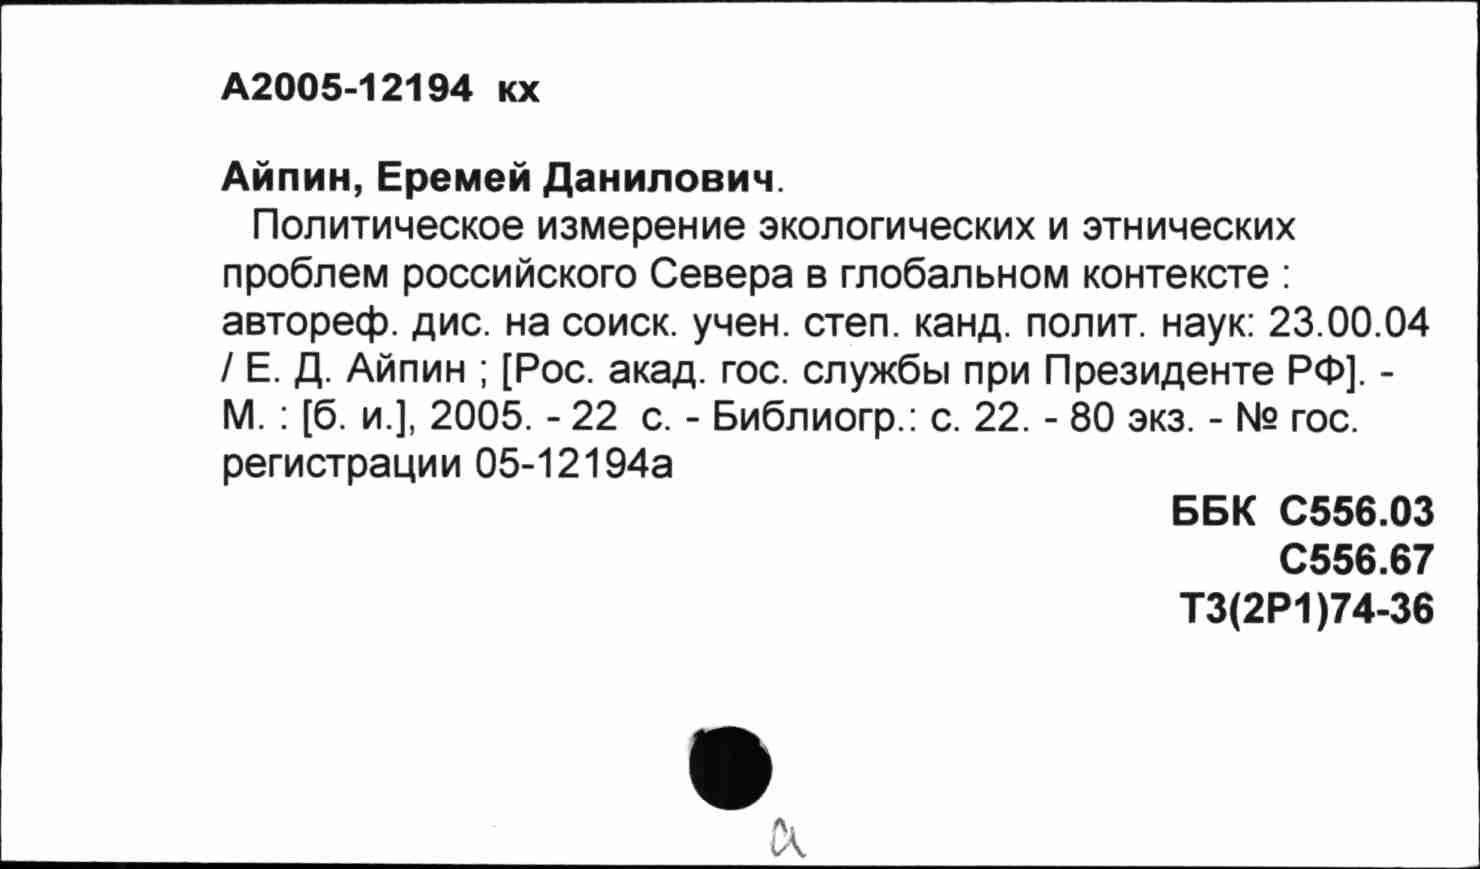 А2005-12194 кх
Айпин, Еремей Данилович.
Политическое измерение экологических и этнических
проблем российского Севера в глобальном контексте :
автореф. дис. на соиск. учен. степ. канд. полит. наук: 23.00.04
/ Е. Д. Айпин ; [Рос. акад. гос. службы при Президенте РФ]. -
М. : [б. и.], 2005. - 22 с. - Библиогр.: с. 22. - 80 экз. - № гос.
регистрации 05-12194а
ББК С556.03
С556.67
Т3(2Р1)74-36
а